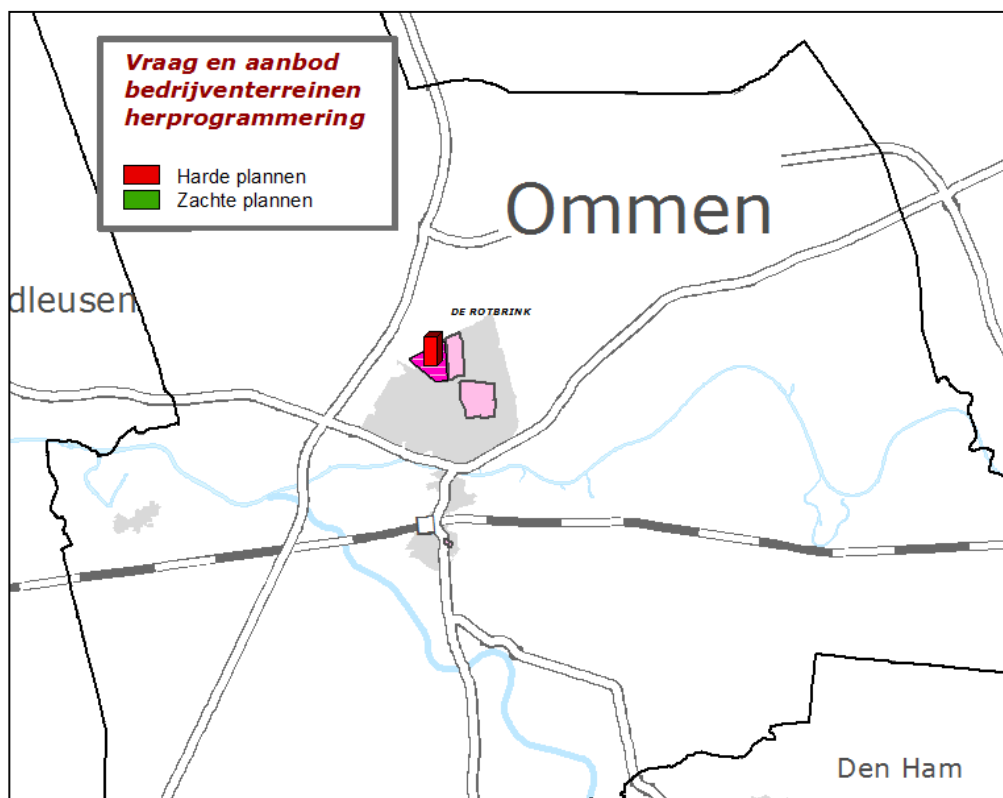 Vraag en aanbod
bedrijventerreinen
herprogrammering
Harde plannen
Zachte plannen
Ommen
dleusen
DE ROTBRINK
Den Ham